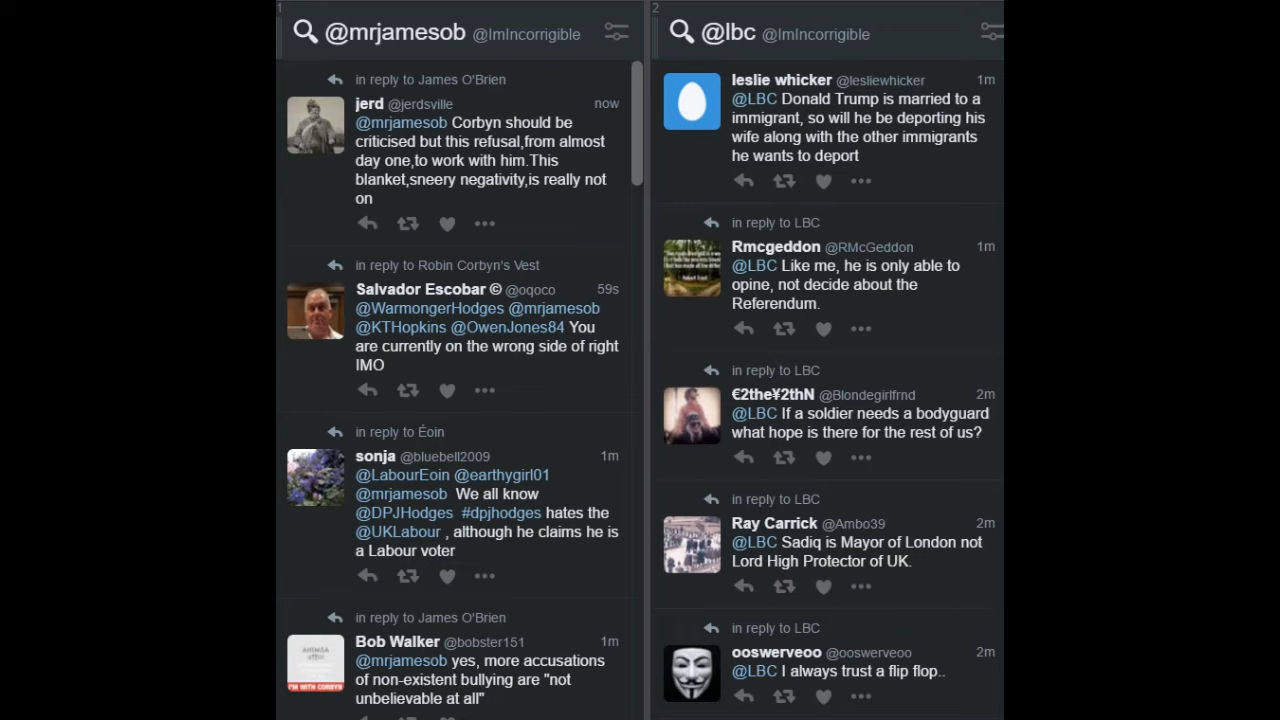 1
@mrjamesob @ImIncorrigible
in reply to James O'Brien
jerd @jerdsville now
@mrjamesob Corbyn should be
criticised but this refusal,from almost
day one,to work with him.This
blanket,sneery negativity,is really not
on
in reply to Robin Corbyn's Vest
Salvador Escobar © @oqoco 59s
@WarmongerHodges @mrjamesob
@KTHopkins @OwenJones84 You
are currently on the wrong side of right
IMO
in reply to Éoin
sonja @bluebell2009 1m
@LabourEoin @earthygirl01
@mrjamesob We all know
@DPJHodges #dpjhodges hates the
@UKLabour , although he claims he is
a Labour voter
in reply to James O'Brien
Bob Walker @bobster151 1m
@mrjamesob yes, more accusations
of non-existent bullying are "not
unbelievable at all"
I'M WITH CORBYN
2
@lbc @ImIncorrigible
leslie whicker @lesliewhicker 1m
@LBC Donald Trump is married to a
immigrant, so will he be deporting his
wife along with the other immigrants
he wants to deport
in reply to LBC
Rmcgeddon @RMcGeddon 1m
@LBC Like me, he is only able to
opine, not decide about the
Referendum.
in reply to LBC
€2the¥2thN @Blondegirlfrnd 2m
@LBC If a soldier needs a bodyguard
what hope is there for the rest of us?
in reply to LBC
Ray Carrick @Ambo39 2m
@LBC Sadiq is Mayor of London not
Lord High Protector of UK.
in reply to LBC
ooswerveoo @ooswerveoo 2m
@LBC I always trust a flip flop..